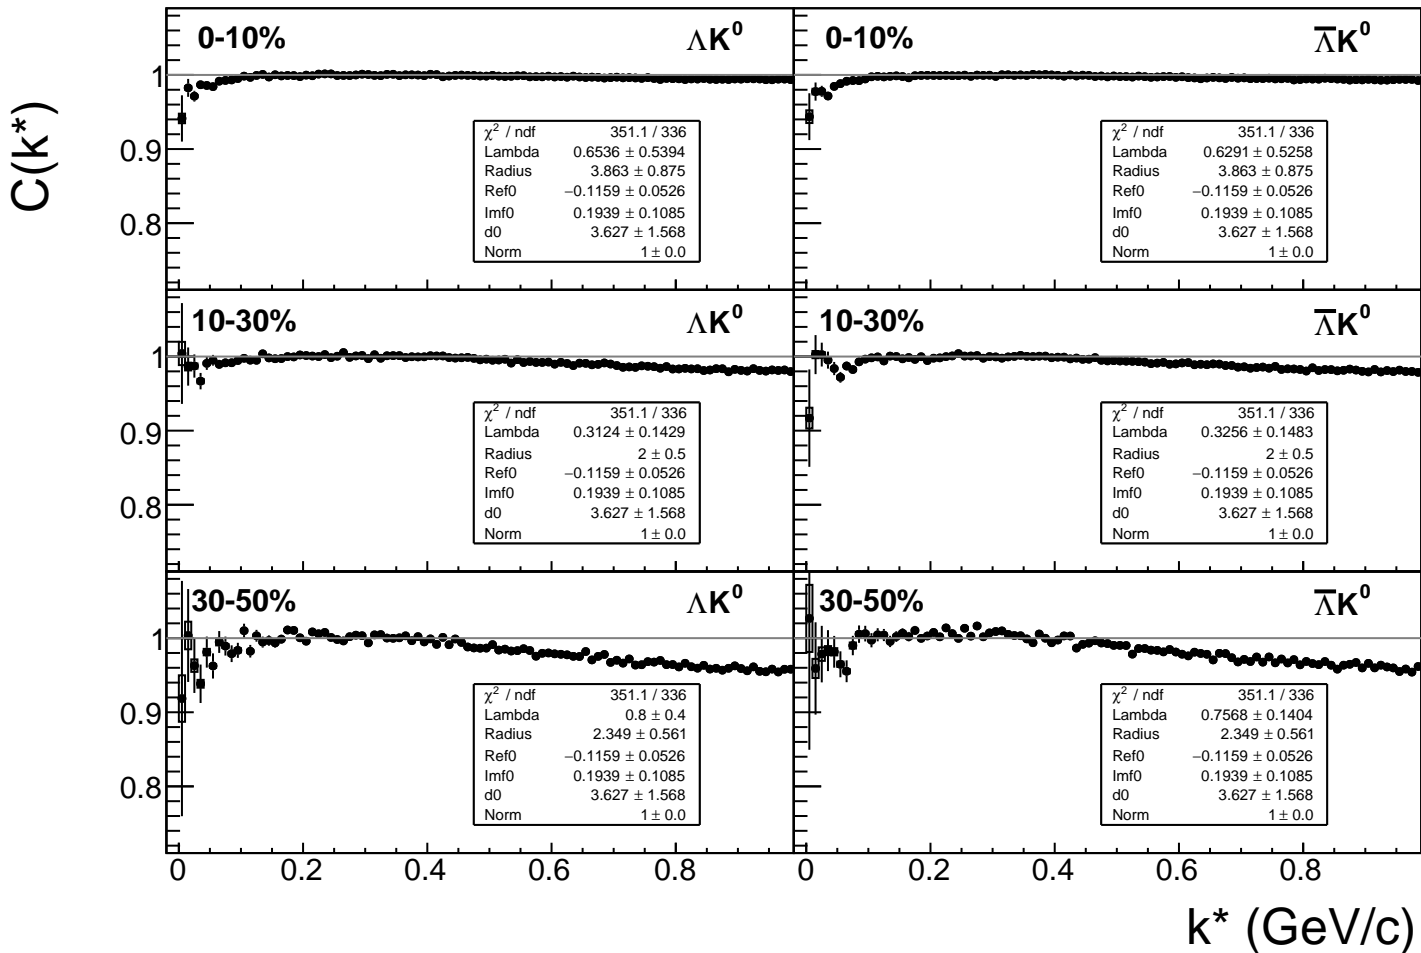 C(k*)
0-10%
ΛK⁰
1
0.9
0.8
χ² / ndf 351.1 / 336
Lambda 0.6536 ± 0.5394
Radius 3.863 ± 0.875
Ref0 −0.1159 ± 0.0526
Imf0 0.1939 ± 0.1085
d0 3.627 ± 1.568
Norm 1 ± 0.0
0-10%
Λ̅K⁰
χ² / ndf 351.1 / 336
Lambda 0.6291 ± 0.5258
Radius 3.863 ± 0.875
Ref0 −0.1159 ± 0.0526
Imf0 0.1939 ± 0.1085
d0 3.627 ± 1.568
Norm 1 ± 0.0
10-30%
ΛK⁰
1
0.9
0.8
χ² / ndf 351.1 / 336
Lambda 0.3124 ± 0.1429
Radius 2 ± 0.5
Ref0 −0.1159 ± 0.0526
Imf0 0.1939 ± 0.1085
d0 3.627 ± 1.568
Norm 1 ± 0.0
10-30%
Λ̅K⁰
χ² / ndf 351.1 / 336
Lambda 0.3256 ± 0.1483
Radius 2 ± 0.5
Ref0 −0.1159 ± 0.0526
Imf0 0.1939 ± 0.1085
d0 3.627 ± 1.568
Norm 1 ± 0.0
30-50%
ΛK⁰
1
0.9
0.8
χ² / ndf 351.1 / 336
Lambda 0.8 ± 0.4
Radius 2.349 ± 0.561
Ref0 −0.1159 ± 0.0526
Imf0 0.1939 ± 0.1085
d0 3.627 ± 1.568
Norm 1 ± 0.0
30-50%
Λ̅K⁰
χ² / ndf 351.1 / 336
Lambda 0.7568 ± 0.1404
Radius 2.349 ± 0.561
Ref0 −0.1159 ± 0.0526
Imf0 0.1939 ± 0.1085
d0 3.627 ± 1.568
Norm 1 ± 0.0
0 0.2 0.4 0.6 0.8 0 0.2 0.4 0.6 0.8
k* (GeV/c)